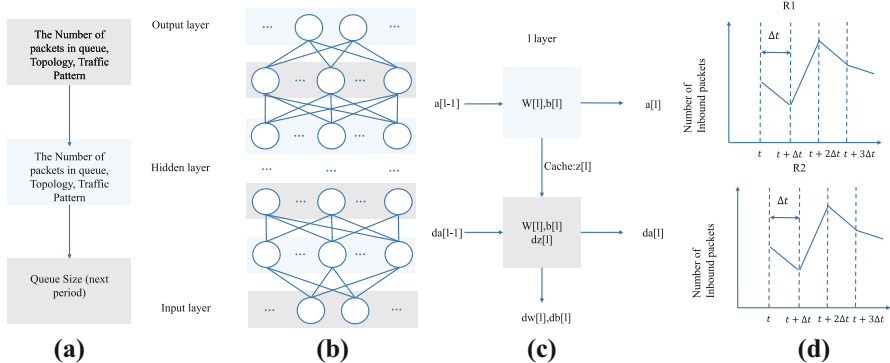 The Number of
packets in queue,
Topology, Traffic
Pattern
The Number of
packets in queue,
Topology, Traffic
Pattern
Queue Size (next
period)
(a)
Output layer
...
...
...
...
...
...
...
...
Hidden layer
...
...
...
...
...
...
...
...
...
Input layer
...
...
...
(b)
l layer
a[l-1]
W[l],b[l]
a[l]
Cache:z[l]
da[l-1]
W[l],b[l]
dz[l]
da[l]
dw[l],db[l]
(c)
R1
Number of
Inbound packets
Δt
t
t + Δt
t + 2Δt
t + 3Δt
R2
Number of
Inbound packets
Δt
t
t + Δt
t + 2Δt
t + 3Δt
(d)